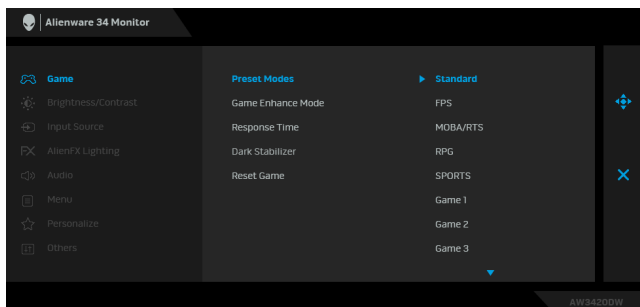 Alienware 34 Monitor
Game
Brightness/Contrast
Input Source
AlienFX Lighting
Audio
Menu
Personalize
Others
Preset Modes
Game Enhance Mode
Response Time
Dark Stabilizer
Reset Game
Standard
FPS
MOBA/RTS
RPG
SPORTS
Game 1
Game 2
Game 3
AW3420DW